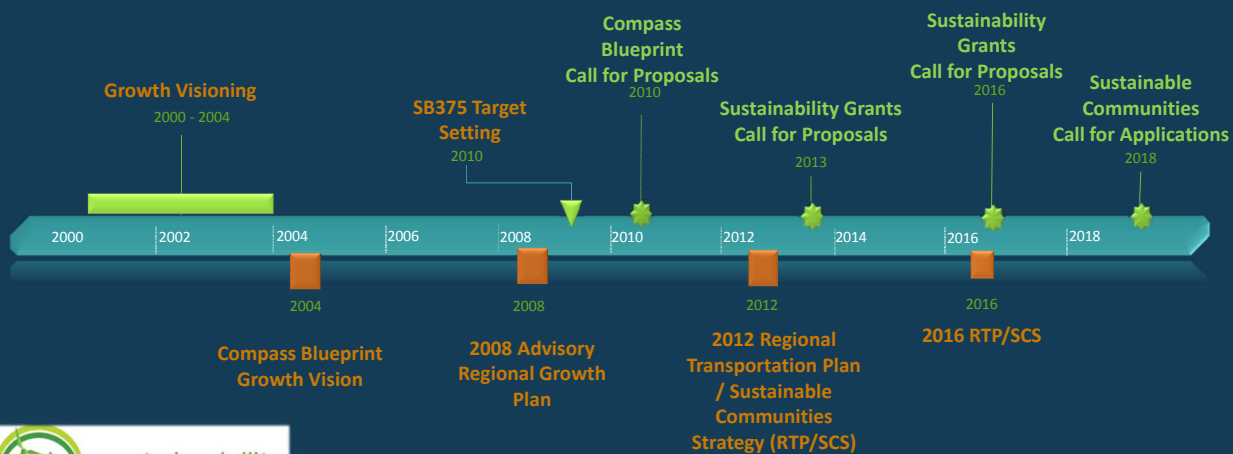 Growth Visioning
2000 - 2004
SB375 Target
Setting
2010
Compass
Blueprint
Call for Proposals
2010
Sustainability Grants
Call for Proposals
2013
Sustainability
Grants
Call for Proposals
2016
Sustainable
Communities
Call for Applications
2018
2000
2002
2004
2006
2008
2010
2012
2014
2016
2018
2004
Compass Blueprint
Growth Vision
2008
2008 Advisory
Regional Growth
Plan
2012
2012 Regional
Transportation Plan
/ Sustainable
Communities
Strategy (RTP/SCS)
2016
2016 RTP/SCS